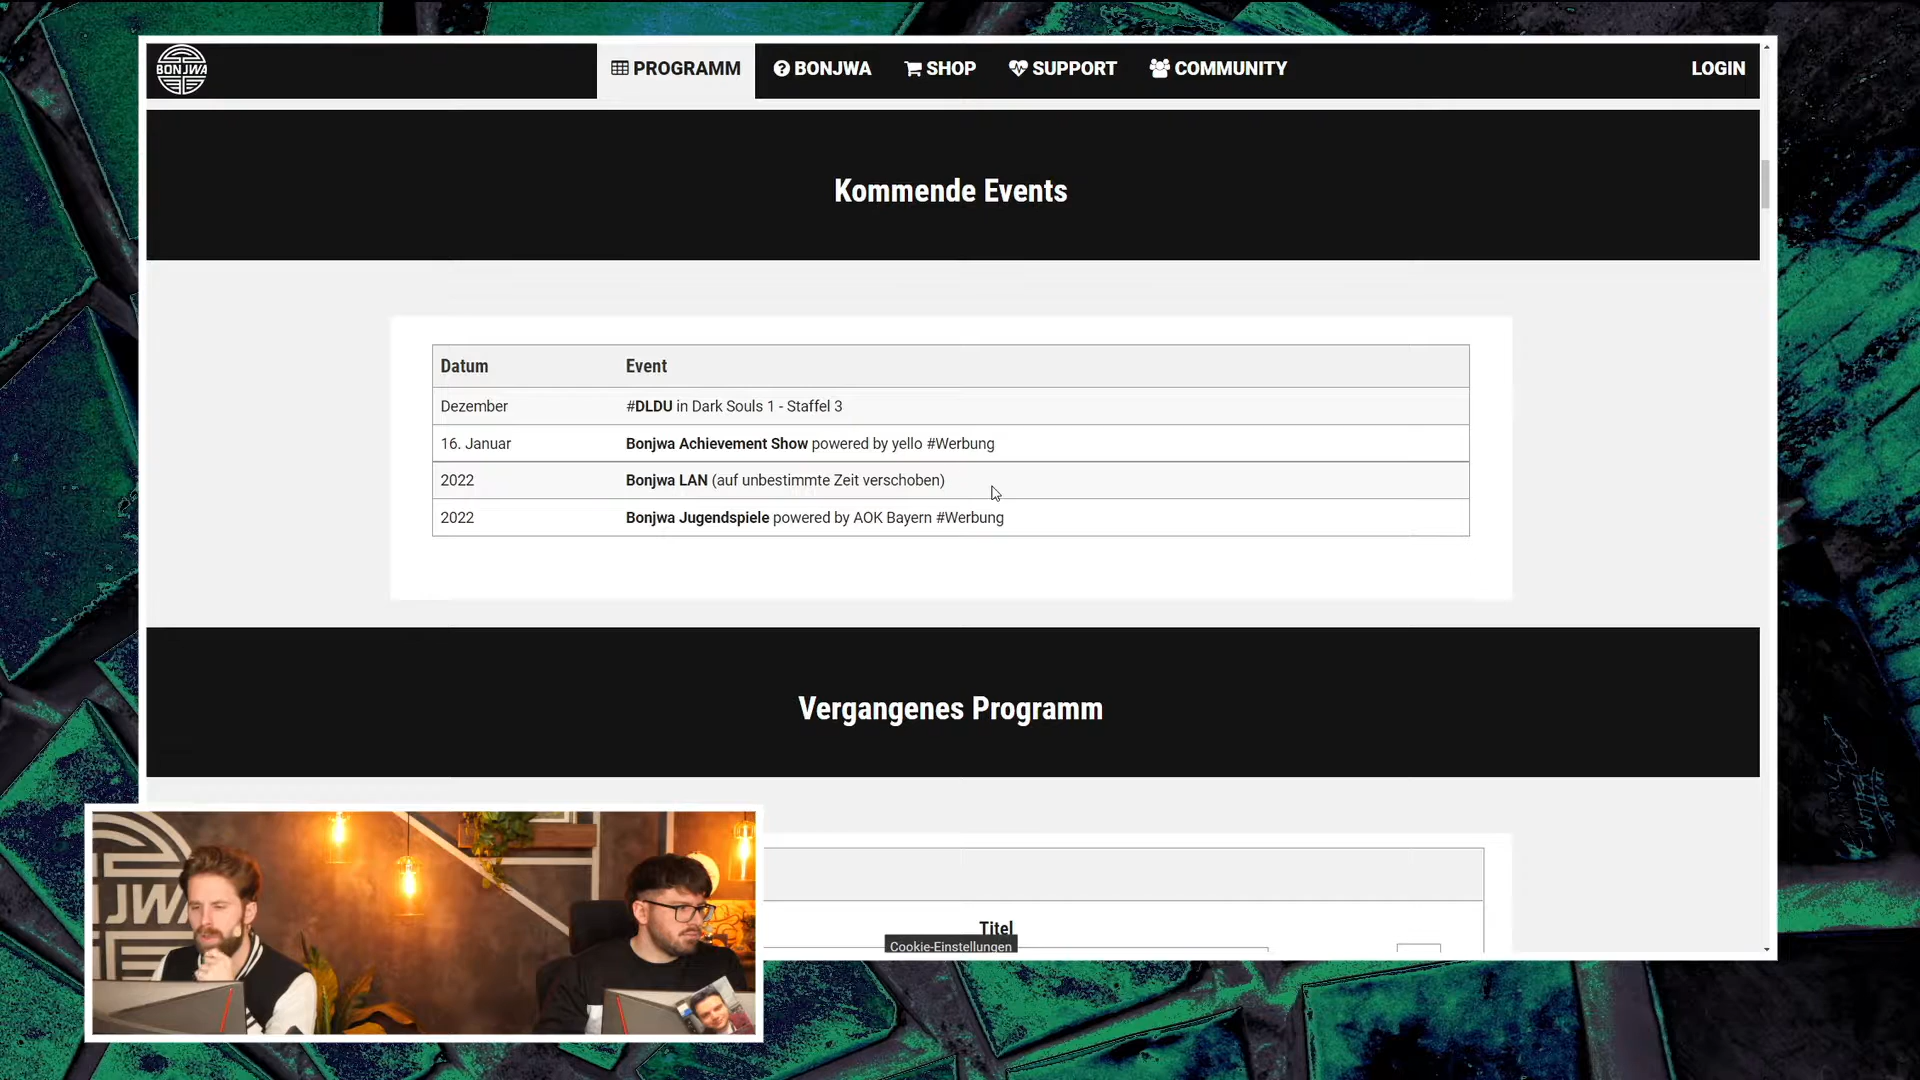 BONJWA
PROGRAMM
BONJWA
SHOP
SUPPORT
COMMUNITY
LOGIN
Kommende Events
Datum Event
Dezember #DLDU in Dark Souls 1 - Staffel 3
16. Januar Bonjwa Achievement Show powered by yello #Werbung
2022 Bonjwa LAN (auf unbestimmte Zeit verschoben)
2022 Bonjwa Jugendspiele powered by AOK Bayern #Werbung
Vergangenes Programm
Titel
Cookie-Einstellungen
JWA